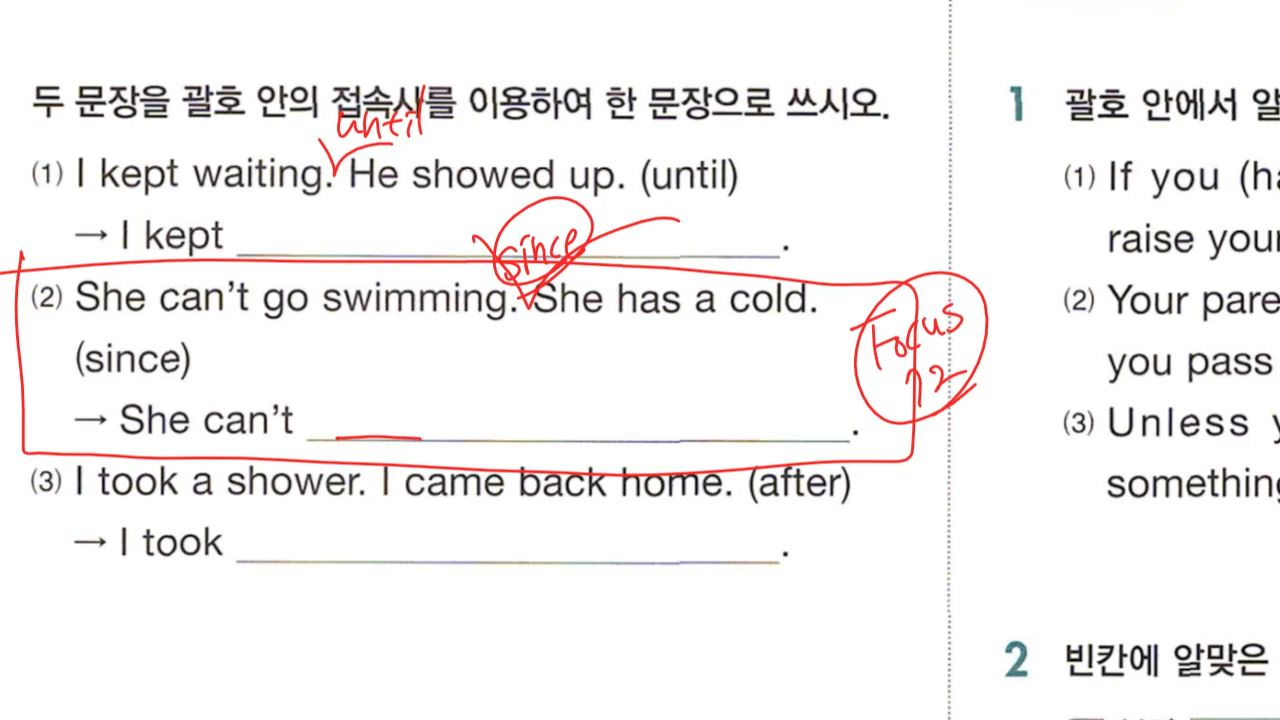 두 문장을 괄호 안의 접속사를 이용하여 한 문장으로 쓰시오.
until
(1) I kept waiting. He showed up. (until)
→ I kept .
since
(2) She can't go swimming. She has a cold.
(since)
→ She can't .
Focus
72
(3) I took a shower. I came back home. (after)
→ I took .
1 괄호 안에서 알
(1) If you (ha
raise your
(2) Your pare
you pass
(3) Unless y
something
2 빈칸에 알맞은